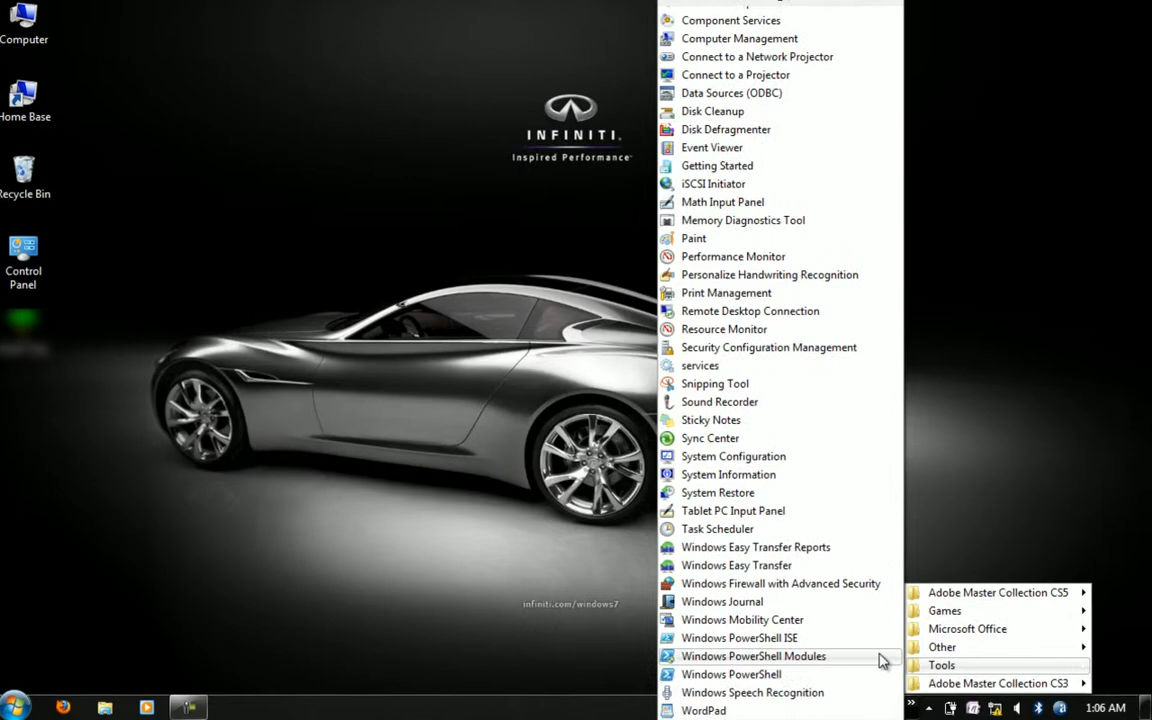 Computer
Home Base
Recycle Bin
Control
Panel
INFINITI
Inspired Performance
infiniti.com/windows7
Component Services
Computer Management
Connect to a Network Projector
Connect to a Projector
Data Sources (ODBC)
Disk Cleanup
Disk Defragmenter
Event Viewer
Getting Started
iSCSI Initiator
Math Input Panel
Memory Diagnostics Tool
Paint
Performance Monitor
Personalize Handwriting Recognition
Print Management
Remote Desktop Connection
Resource Monitor
Security Configuration Management
services
Snipping Tool
Sound Recorder
Sticky Notes
Sync Center
System Configuration
System Information
System Restore
Tablet PC Input Panel
Task Scheduler
Windows Easy Transfer Reports
Windows Easy Transfer
Windows Firewall with Advanced Security
Windows Journal
Windows Mobility Center
Windows PowerShell ISE
Windows PowerShell Modules
Windows PowerShell
Windows Speech Recognition
WordPad
Adobe Master Collection CS5
Games
Microsoft Office
Other
Tools
Adobe Master Collection CS3
1:06 AM